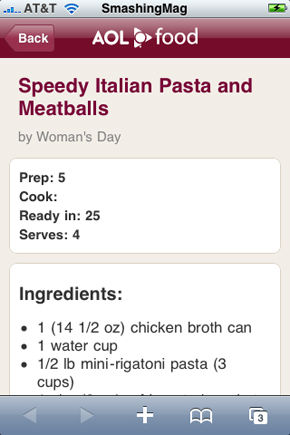 AT&T SmashingMag
Back AOL food
Speedy Italian Pasta and
Meatballs
by Woman's Day
Prep: 5
Cook:
Ready in: 25
Serves: 4
Ingredients:
• 1 (14 1/2 oz) chicken broth can
• 1 water cup
• 1/2 lb mini-rigatoni pasta (3
cups)
3